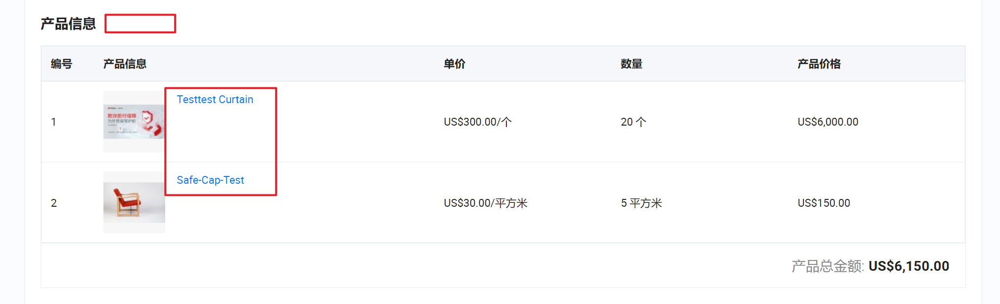 产品信息
编号 产品信息 单价 数量 产品价格
1 Testtest Curtain US$300.00/个 20 个 US$6,000.00
欺诈拒付保障
为外贸保驾护航
2 Safe-Cap-Test US$30.00/平方米 5 平方米 US$150.00
产品总金额: US$6,150.00